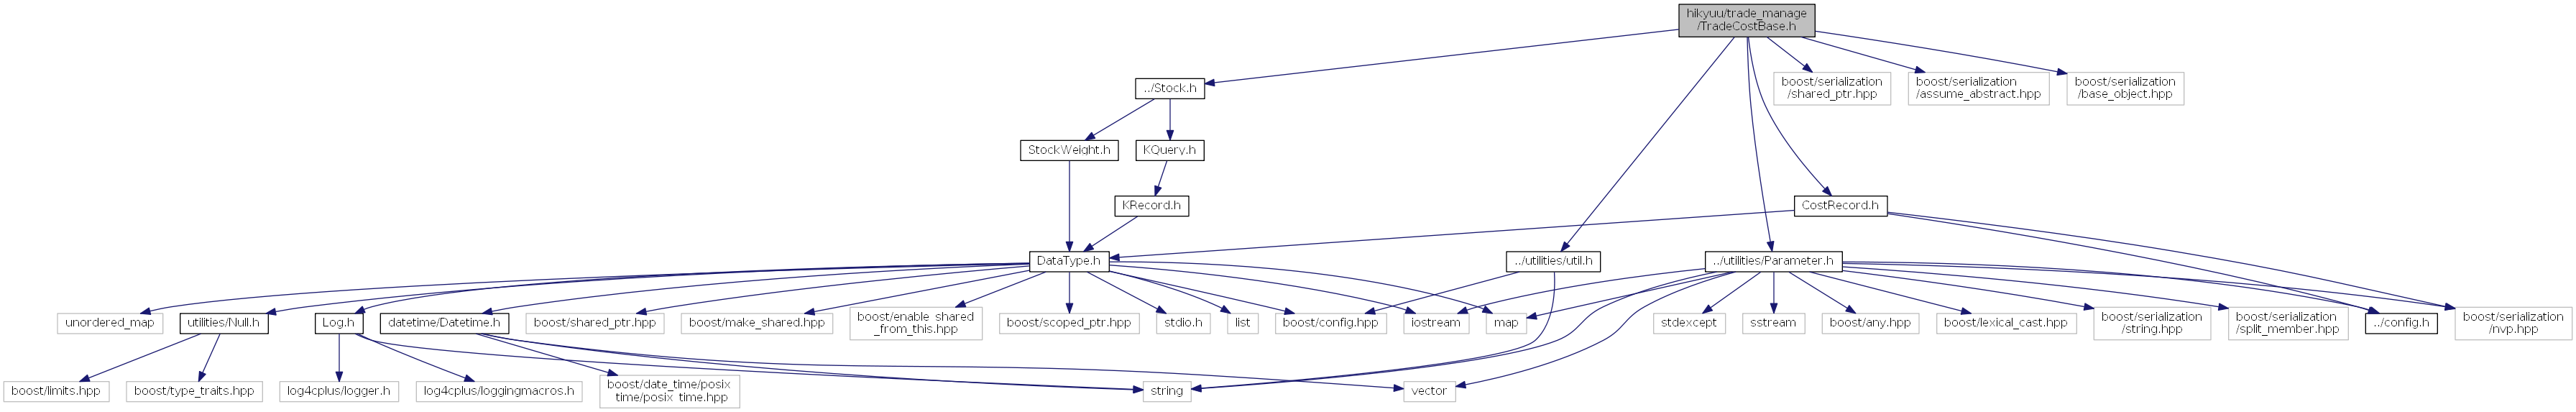 hikyuu/trade_manage
/TradeCostBase.h
../Stock.h
boost/serialization
/shared_ptr.hpp
boost/serialization
/assume_abstract.hpp
boost/serialization
/base_object.hpp
StockWeight.h
KQuery.h
KRecord.h
CostRecord.h
DataType.h
../utilities/util.h
../utilities/Parameter.h
unordered_map
utilities/Null.h
Log.h
datetime/Datetime.h
boost/shared_ptr.hpp
boost/make_shared.hpp
boost/enable_shared
_from_this.hpp
boost/scoped_ptr.hpp
stdio.h
list
boost/config.hpp
iostream
map
stdexcept
sstream
boost/any.hpp
boost/lexical_cast.hpp
boost/serialization
/string.hpp
boost/serialization
/split_member.hpp
../config.h
boost/serialization
/nvp.hpp
boost/limits.hpp
boost/type_traits.hpp
log4cplus/logger.h
log4cplus/loggingmacros.h
boost/date_time/posix
_time/posix_time.hpp
string
vector